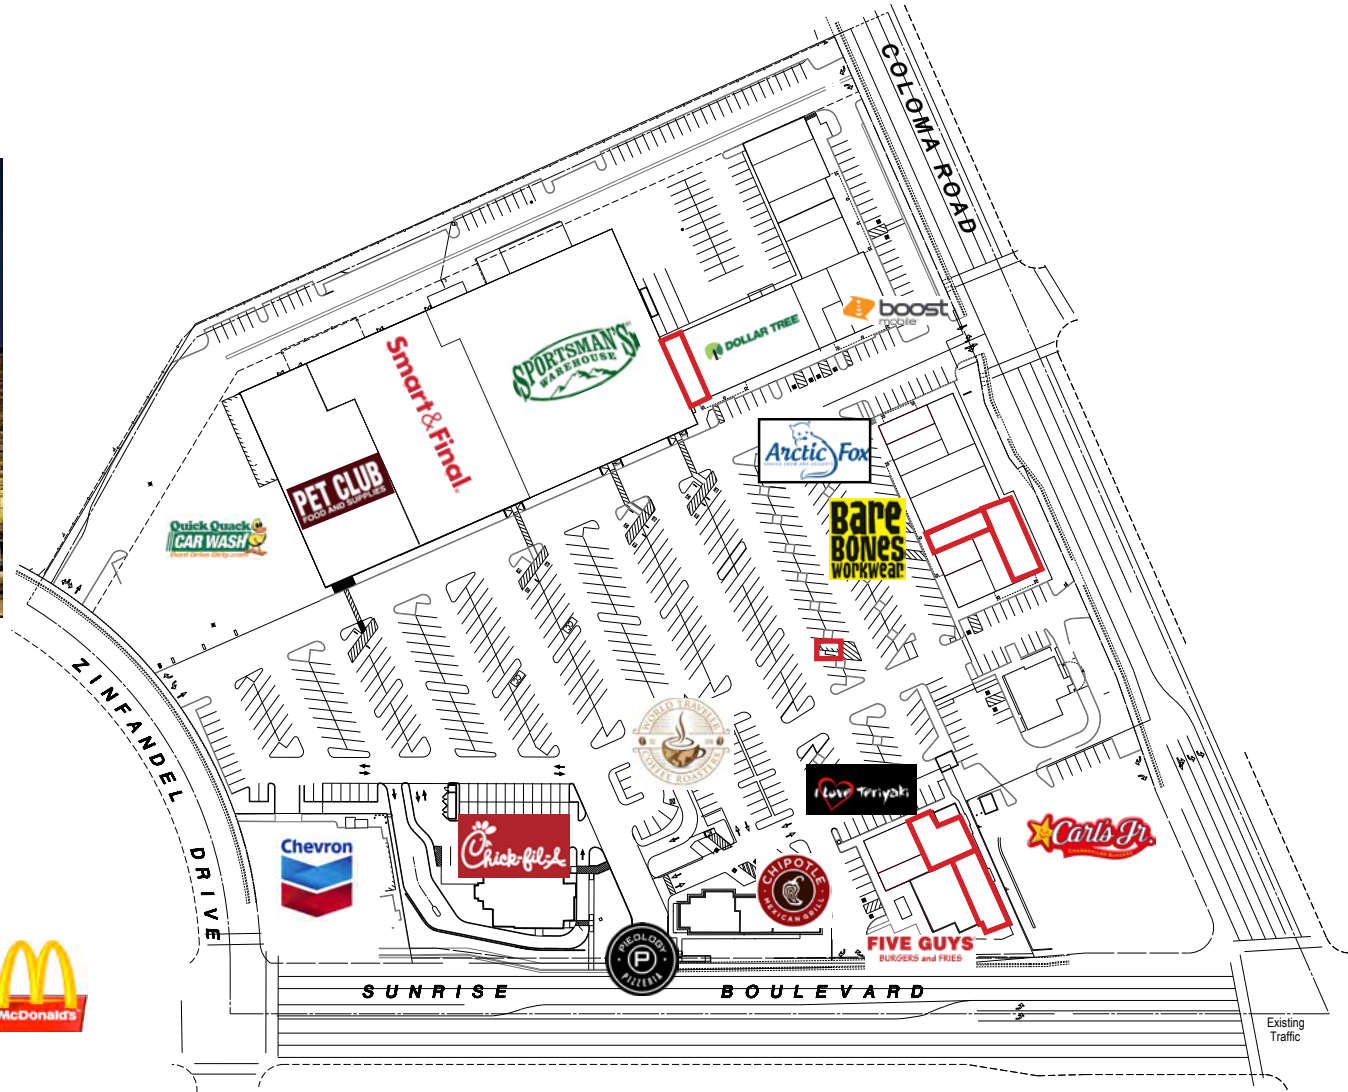 COLOMA ROAD
boost
mobile
DOLLAR TREE
SPORTSMAN'S
WAREHOUSE
Smart&Final
Arctic Fox
PET CLUB
FOOD AND SUPPLIES
Bare
BONES
WORKWEAR
Quick Quack
CAR WASH
ZINFANDEL DRIVE
WORLD TRAVELER
COFFEE ROASTERS
I Love Teriyaki
Chevron
Chick-fil-A
Carl's Jr.
CHIPOTLE
MEXICAN GRILL
PIEOLOGY
P
PIZZERIA
FIVE GUYS
BURGERS and FRIES
McDonald's
SUNRISE BOULEVARD
Existing
Traffic